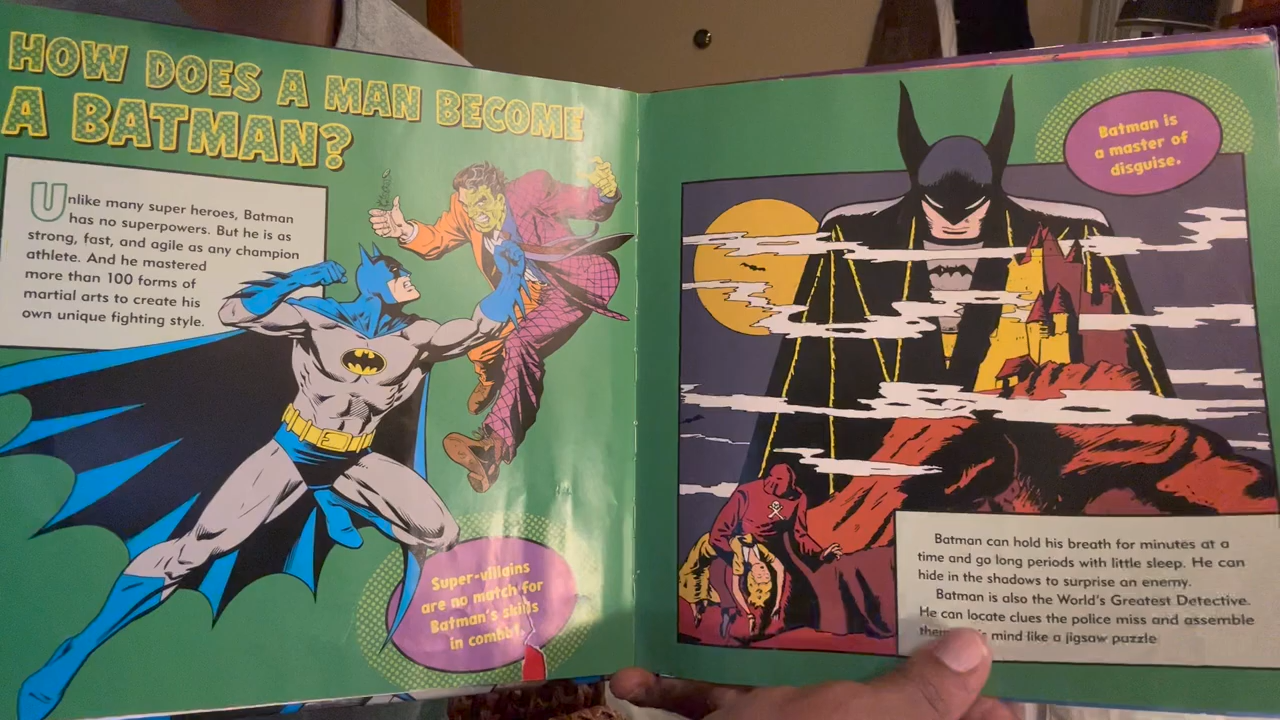 HOW DOES A MAN BECOME
A BATMAN?
Unlike many super heroes, Batman
has no superpowers. But he is as
strong, fast, and agile as any champion
athlete. And he mastered
more than 100 forms of
martial arts to create his
own unique fighting style.
Super-villains
are no match for
Batman's skills
in combat.
Batman is
a master of
disguise.
Batman can hold his breath for minutes at a
time and go long periods with little sleep. He can
hide in the shadows to surprise an enemy.
Batman is also the World's Greatest Detective.
He can locate clues the police miss and assemble
mind like a jigsaw puzzle